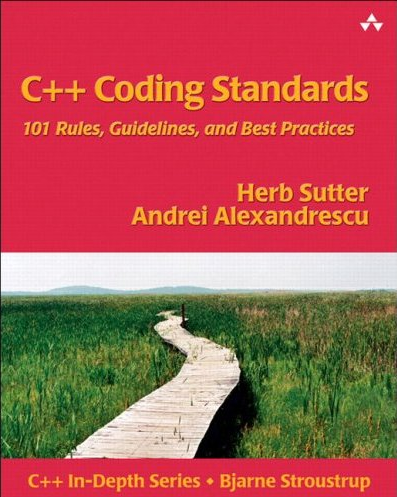 C++ Coding Standards
101 Rules, Guidelines, and Best Practices
Herb Sutter
Andrei Alexandrescu
C++ In-Depth Series • Bjarne Stroustrup